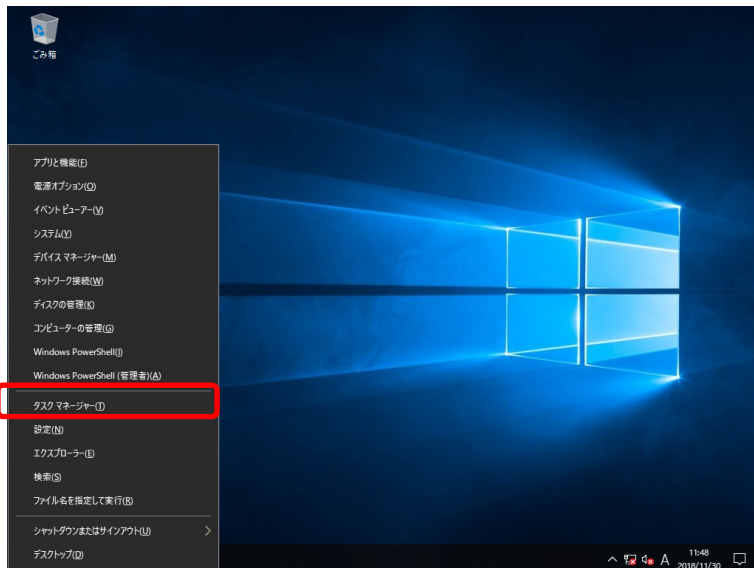 ごみ箱
アプリと機能(F)
電源オプション(O)
イベント ビューアー(V)
システム(Y)
デバイス マネージャー(M)
ネットワーク接続(W)
ディスクの管理(K)
コンピューターの管理(G)
Windows PowerShell(I)
Windows PowerShell (管理者)(A)
タスク マネージャー(T)
設定(N)
エクスプローラー(E)
検索(S)
ファイル名を指定して実行(R)
シャットダウンまたはサインアウト(U)
デスクトップ(D)
A
11:48
2018/11/30